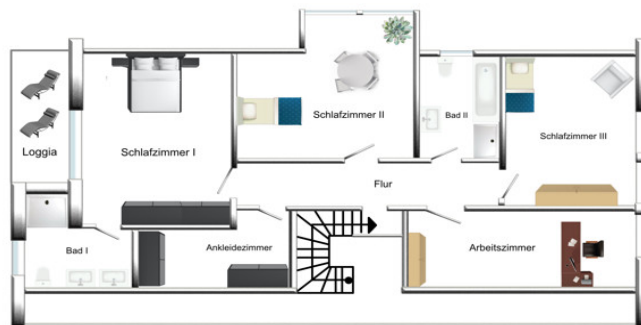 Schlafzimmer II
Bad II
Schlafzimmer III
Loggia
Schlafzimmer I
Flur
Bad I
Ankleidezimmer
Arbeitszimmer